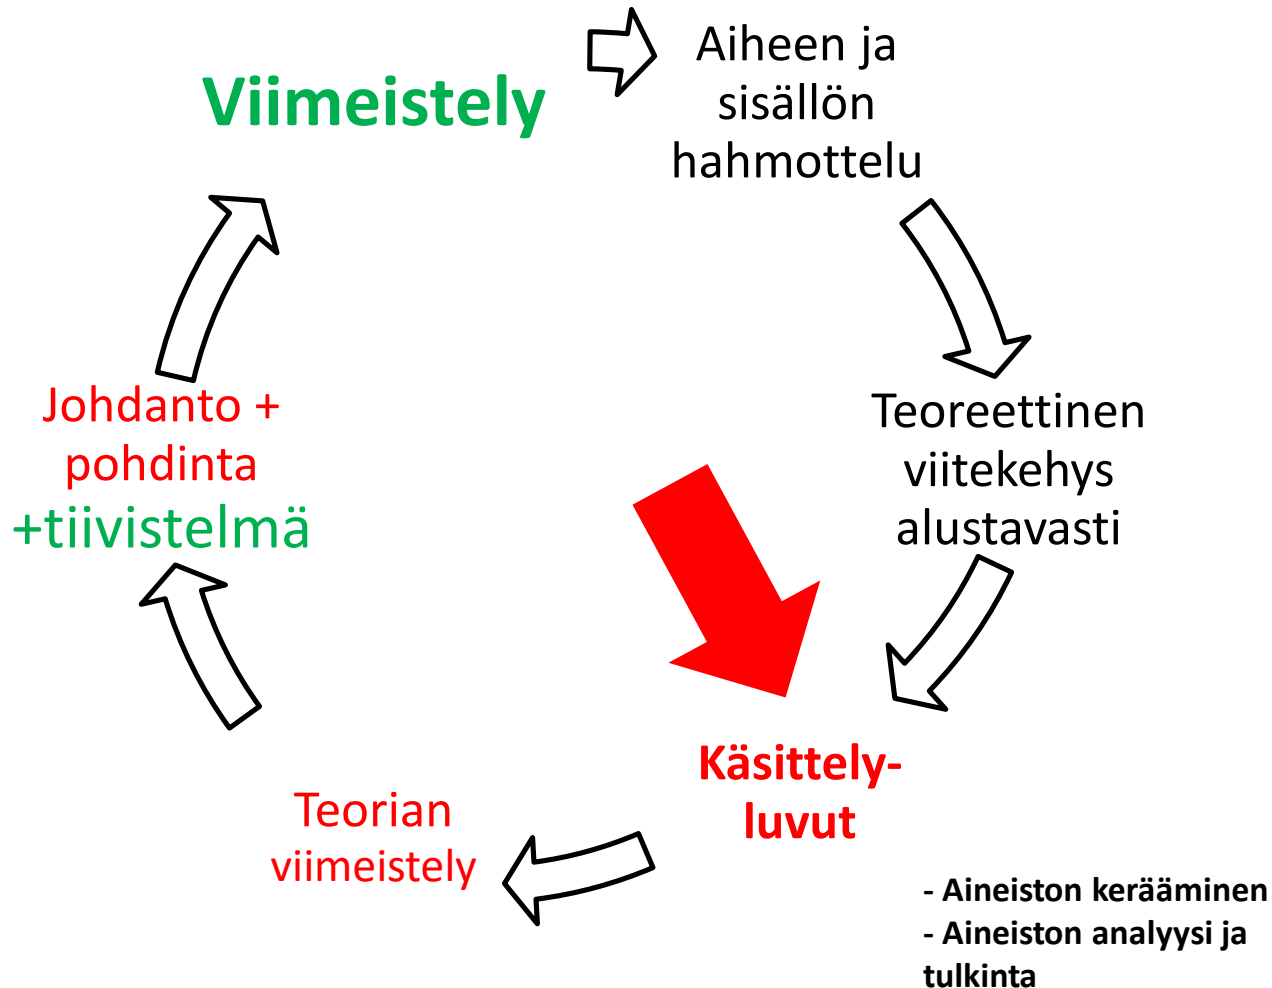 Viimeistely
Aiheen ja
sisällön
hahmottelu
Teoreettinen
viitekehys
alustavasti
Käsittely-
luvut
- Aineiston kerääminen
- Aineiston analyysi ja
tulkinta
Teorian
viimeistely
Johdanto +
pohdinta
+tiivistelmä